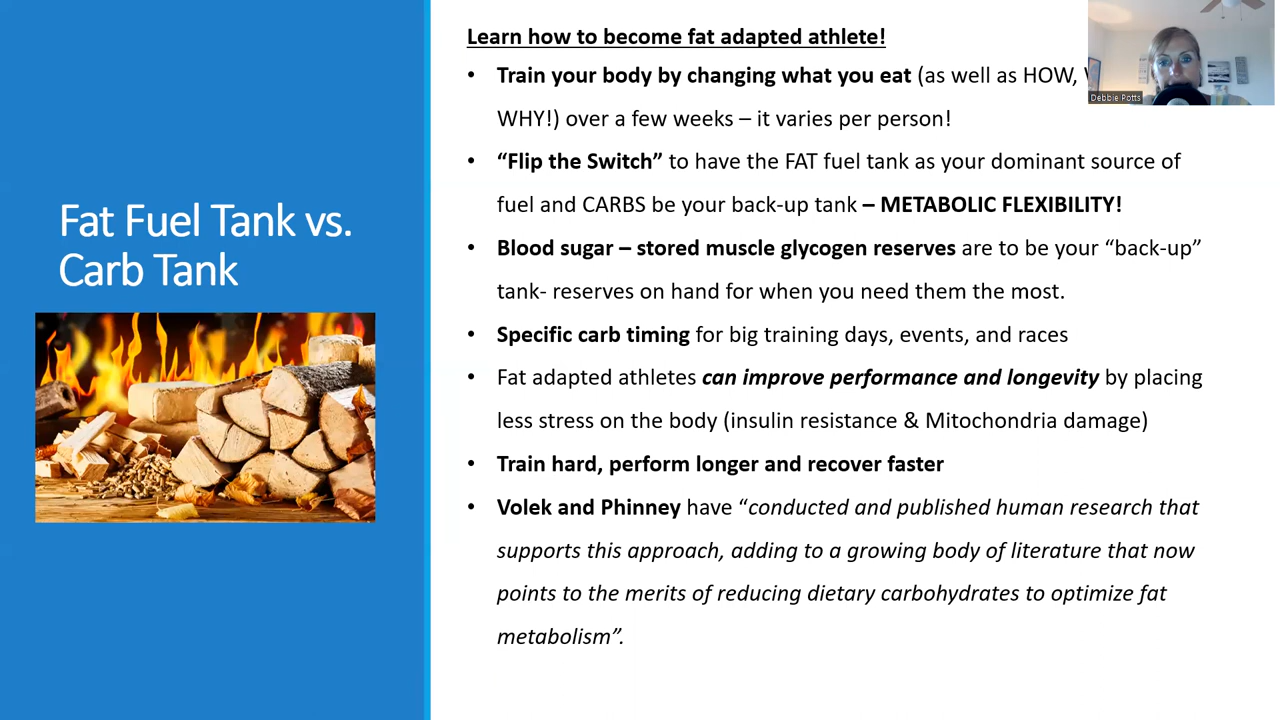 Fat Fuel Tank vs.
Carb Tank
Learn how to become fat adapted athlete!
• Train your body by changing what you eat (as well as HOW,
WHY!) over a few weeks – it varies per person!
• “Flip the Switch” to have the FAT fuel tank as your dominant source of
fuel and CARBS be your back-up tank – METABOLIC FLEXIBILITY!
• Blood sugar – stored muscle glycogen reserves are to be your “back-up”
tank- reserves on hand for when you need them the most.
• Specific carb timing for big training days, events, and races
• Fat adapted athletes can improve performance and longevity by placing
less stress on the body (insulin resistance & Mitochondria damage)
• Train hard, perform longer and recover faster
• Volek and Phinney have “conducted and published human research that
supports this approach, adding to a growing body of literature that now
points to the merits of reducing dietary carbohydrates to optimize fat
metabolism”.
Debbie Potts